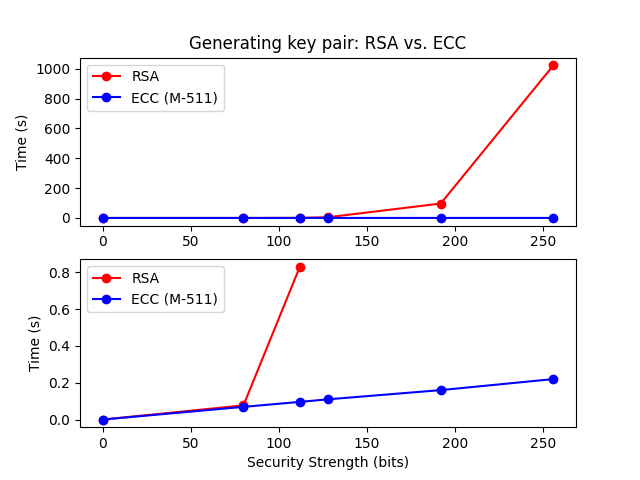 Generating key pair: RSA vs. ECC
Time (s)
1000
800
600
400
200
0
RSA
ECC (M-511)
0 50 100 150 200 250
Time (s)
0.8
0.6
0.4
0.2
0.0
RSA
ECC (M-511)
0 50 100 150 200 250
Security Strength (bits)